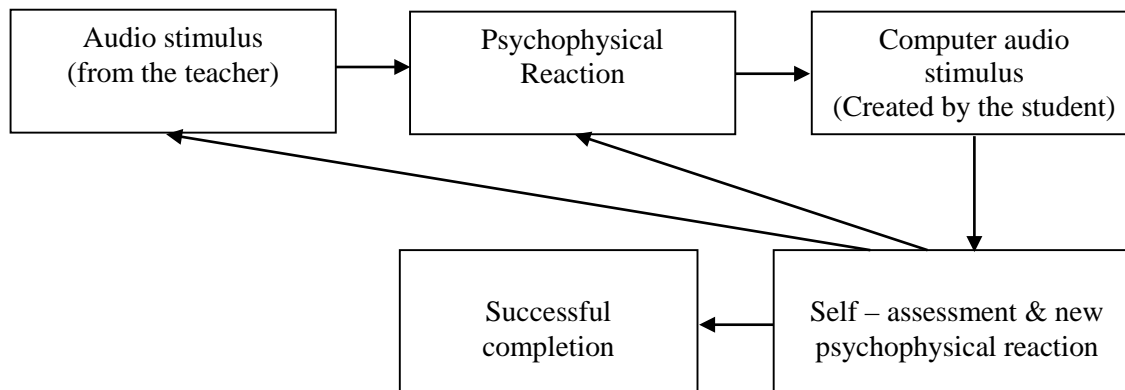 Audio stimulus
(from the teacher)
Psychophysical
Reaction
Computer audio
stimulus
(Created by the student)
Successful
completion
Self – assessment & new
psychophysical reaction